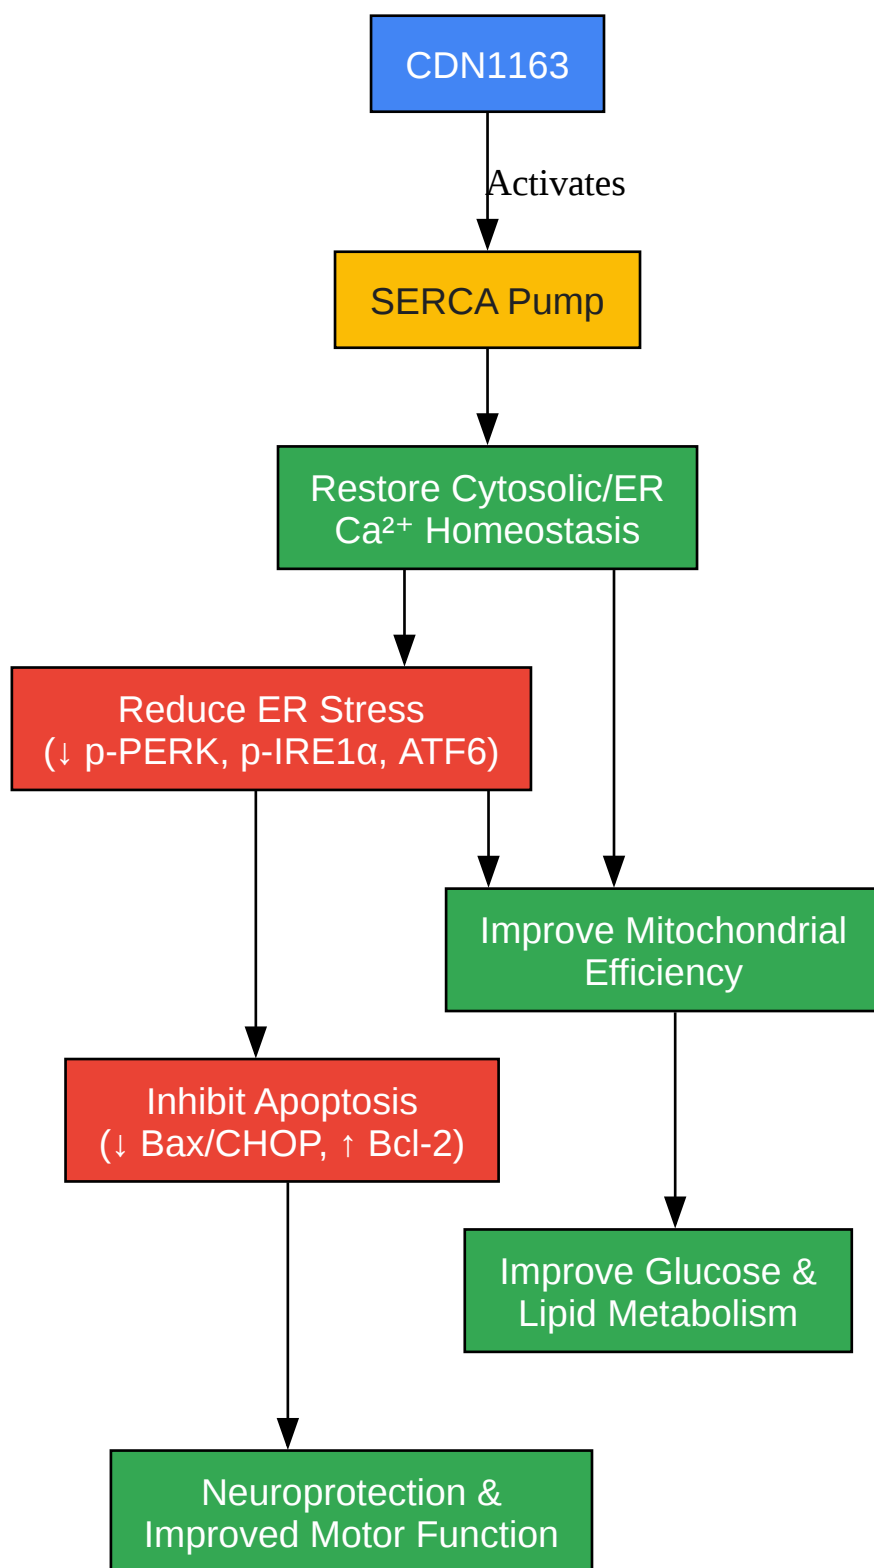 CDN1163
Activates
SERCA Pump
Restore Cytosolic/ER
Ca²⁺ Homeostasis
Reduce ER Stress
(↓ p-PERK, p-IRE1α, ATF6)
Improve Mitochondrial
Efficiency
Inhibit Apoptosis
(↓ Bax/CHOP, ↑ Bcl-2)
Improve Glucose &
Lipid Metabolism
Neuroprotection &
Improved Motor Function